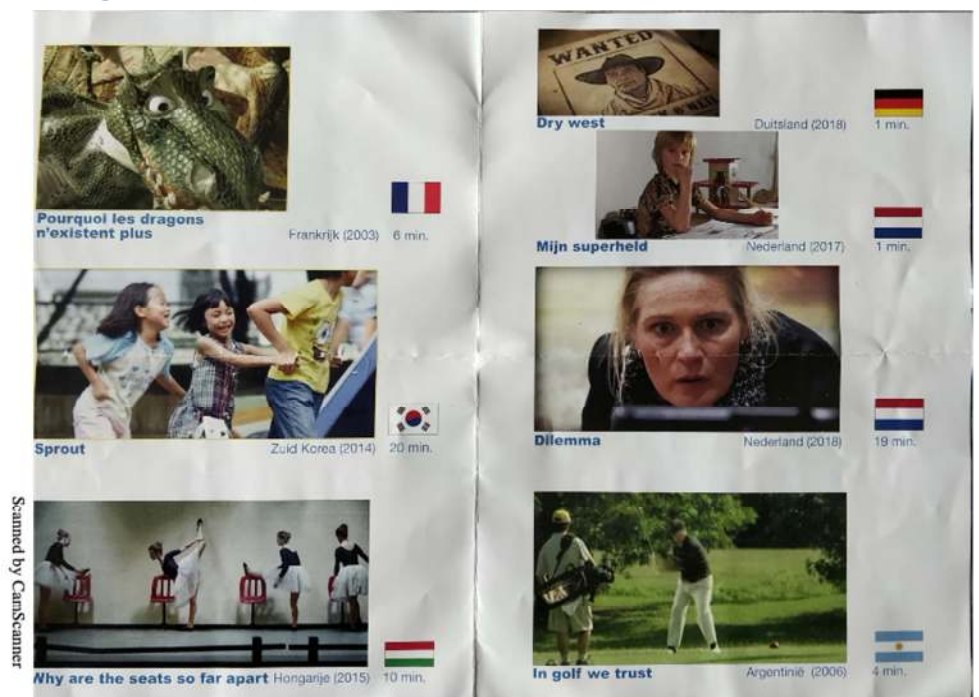 Pourquoi les dragons
n'existent plus Frankrijk (2003) 6 min.
Sprout Zuid Korea (2014) 20 min.
Why are the seats so far apart Hongarije (2015) 10 min.
WANTED
Dry west Duitsland (2018) 1 min.
Mijn superheld Nederland (2017) 1 min.
Dilemma Nederland (2018) 19 min.
In golf we trust Argentinië (2006) 4 min.
Scanned by CamScanner